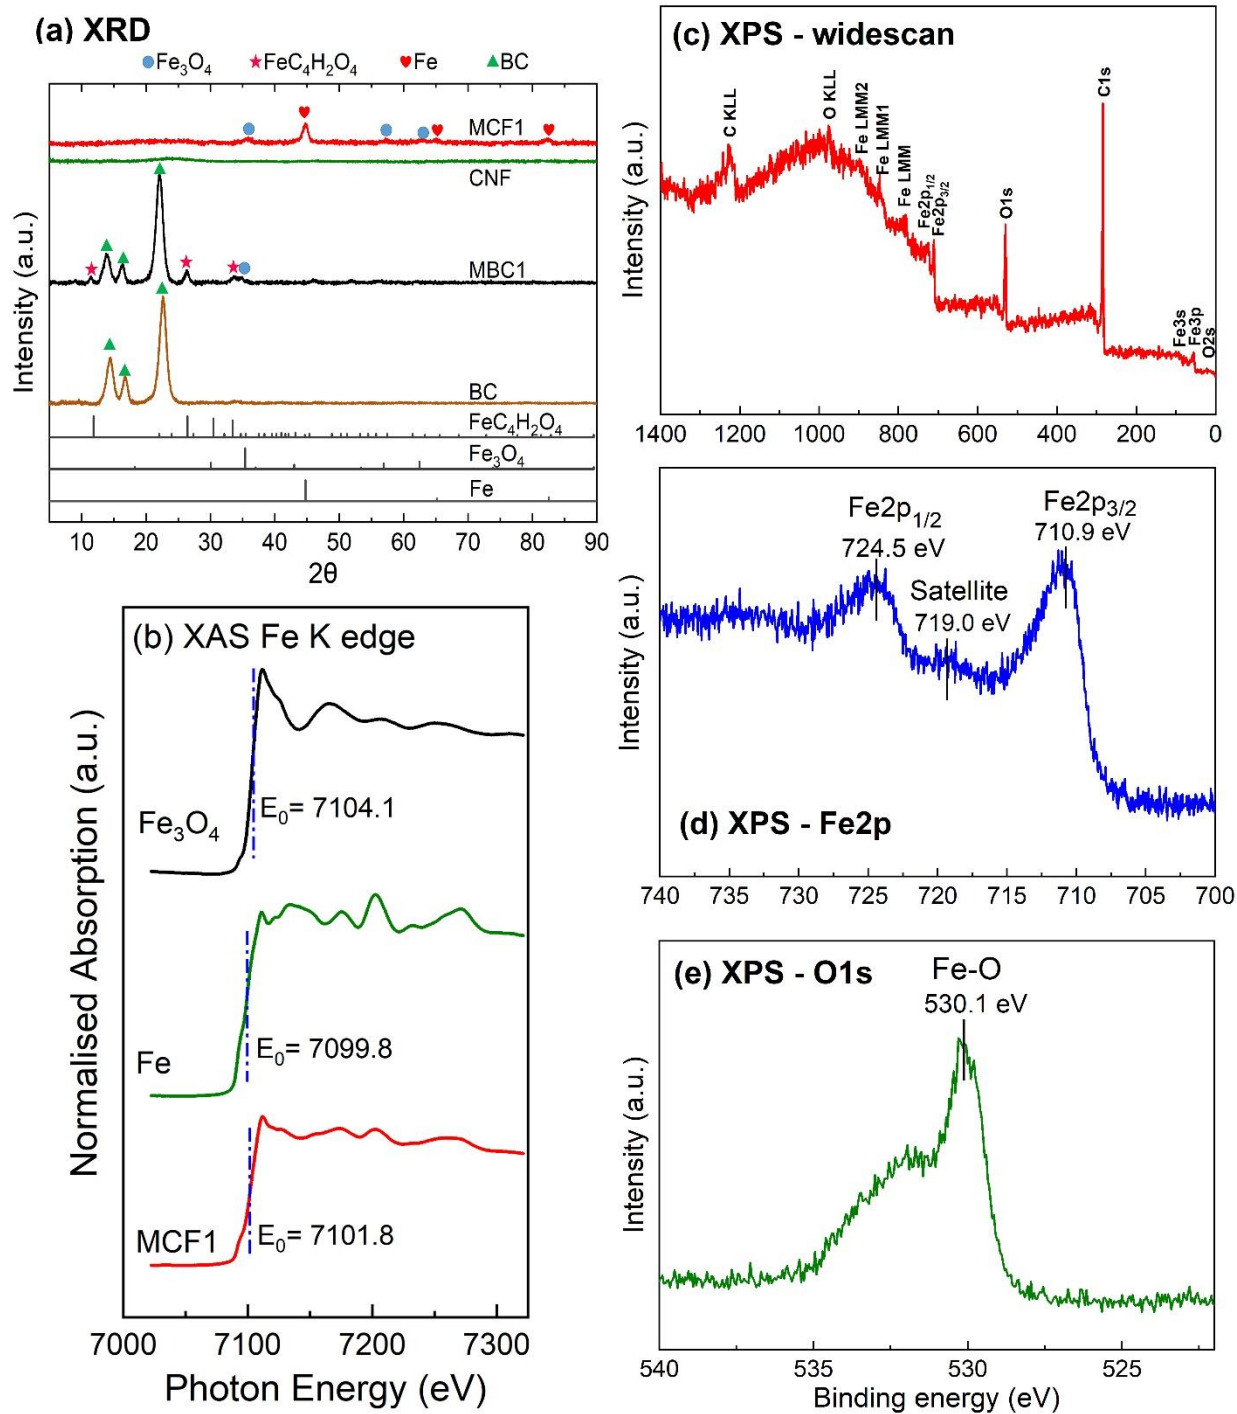 (a) XRD
Fe₃O₄ FeC₄H₂O₄ Fe BC
Intensity (a.u.)
MCF1
CNF
MBC1
BC
FeC₄H₂O₄
Fe₃O₄
Fe
10 20 30 40 50 60 70 80 90
2θ
(b) XAS Fe K edge
Normalised Absorption (a.u.)
E₀= 7104.1
Fe₃O₄
E₀= 7099.8
Fe
E₀= 7101.8
MCF1
7000 7100 7200 7300
Photon Energy (eV)
(c) XPS - widescan
Intensity (a.u.)
C KLL
O KLL
Fe LMM2
Fe LMM1
Fe LMM
Fe2p₁/₂
Fe2p₃/₂
O1s
C1s
Fe3s
Fe3p
O2s
1400 1200 1000 800 600 400 200 0
Fe2p₁/₂
724.5 eV
Fe2p₃/₂
710.9 eV
Satellite
719.0 eV
Intensity (a.u.)
(d) XPS - Fe2p
740 735 730 725 720 715 710 705 700
(e) XPS - O1s
Fe-O
530.1 eV
Intensity (a.u.)
540 535 530 525
Binding energy (eV)